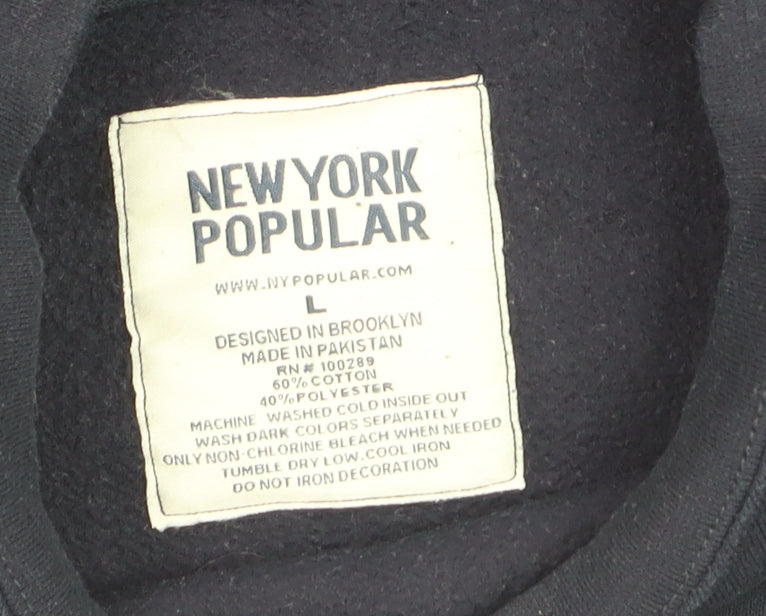 NEW YORK
POPULAR
WWW.NYPOPULAR.COM
L
DESIGNED IN BROOKLYN
MADE IN PAKISTAN
RN# 100289
60% COTTON
40% POLYESTER
MACHINE WASHED COLD INSIDE OUT
WASH DARK COLORS SEPARATELY
ONLY NON-CHLORINE BLEACH WHEN NEEDED
TUMBLE DRY LOW. COOL IRON
DO NOT IRON DECORATION